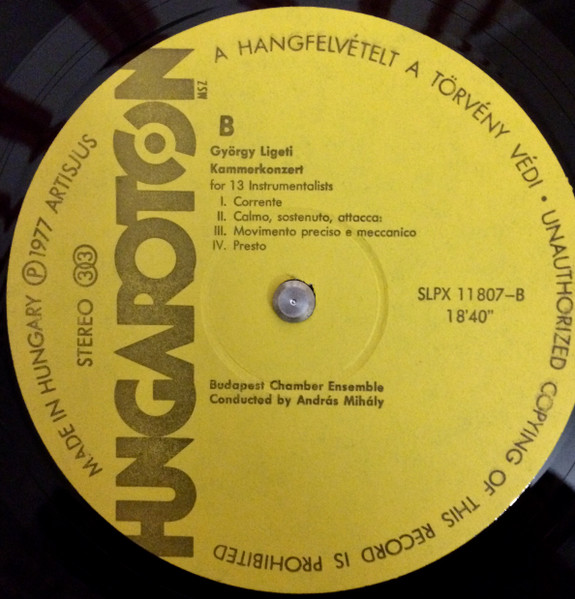 HUNGAROTON
MSZ
MADE IN HUNGARY Ⓟ 1977 ARTISJUS
STEREO 33
A HANGFELVÉTELT A TÖRVÉNY VÉDI • UNAUTHORIZED COPYING OF THIS RECORD IS PROHIBITED
B
György Ligeti
Kammerkonzert
for 13 Instrumentalists
I. Corrente
II. Calmo, sostenuto, attacca:
III. Movimento preciso e meccanico
IV. Presto
SLPX 11807–B
18'40"
Budapest Chamber Ensemble
Conducted by András Mihály